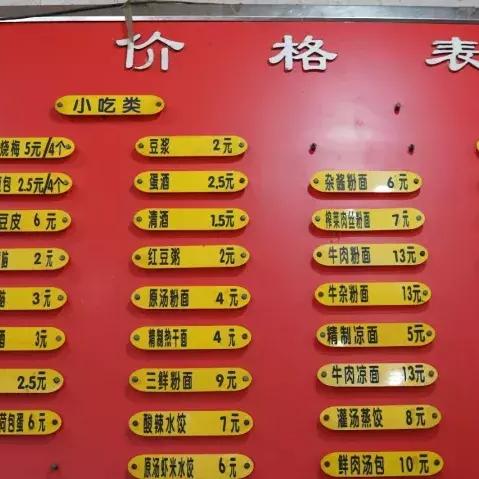 价格表
小吃类
烧梅 5元/4个
包 2.5元/4个
豆皮 6元
2元
3元
酒 3元
2.5元
荷包蛋 6元
豆浆 2元
蛋酒 2.5元
清酒 1.5元
红豆粥 2元
原汤粉面 4元
精制热干面 4元
三鲜粉面 9元
酸辣水饺 7元
原汤虾米水饺 6元
杂酱粉面 6元
榨菜肉丝粉面 7元
牛肉粉面 13元
牛杂粉面 13元
精制凉面 5元
牛肉凉面 13元
灌汤蒸饺 8元
鲜肉汤包 10元